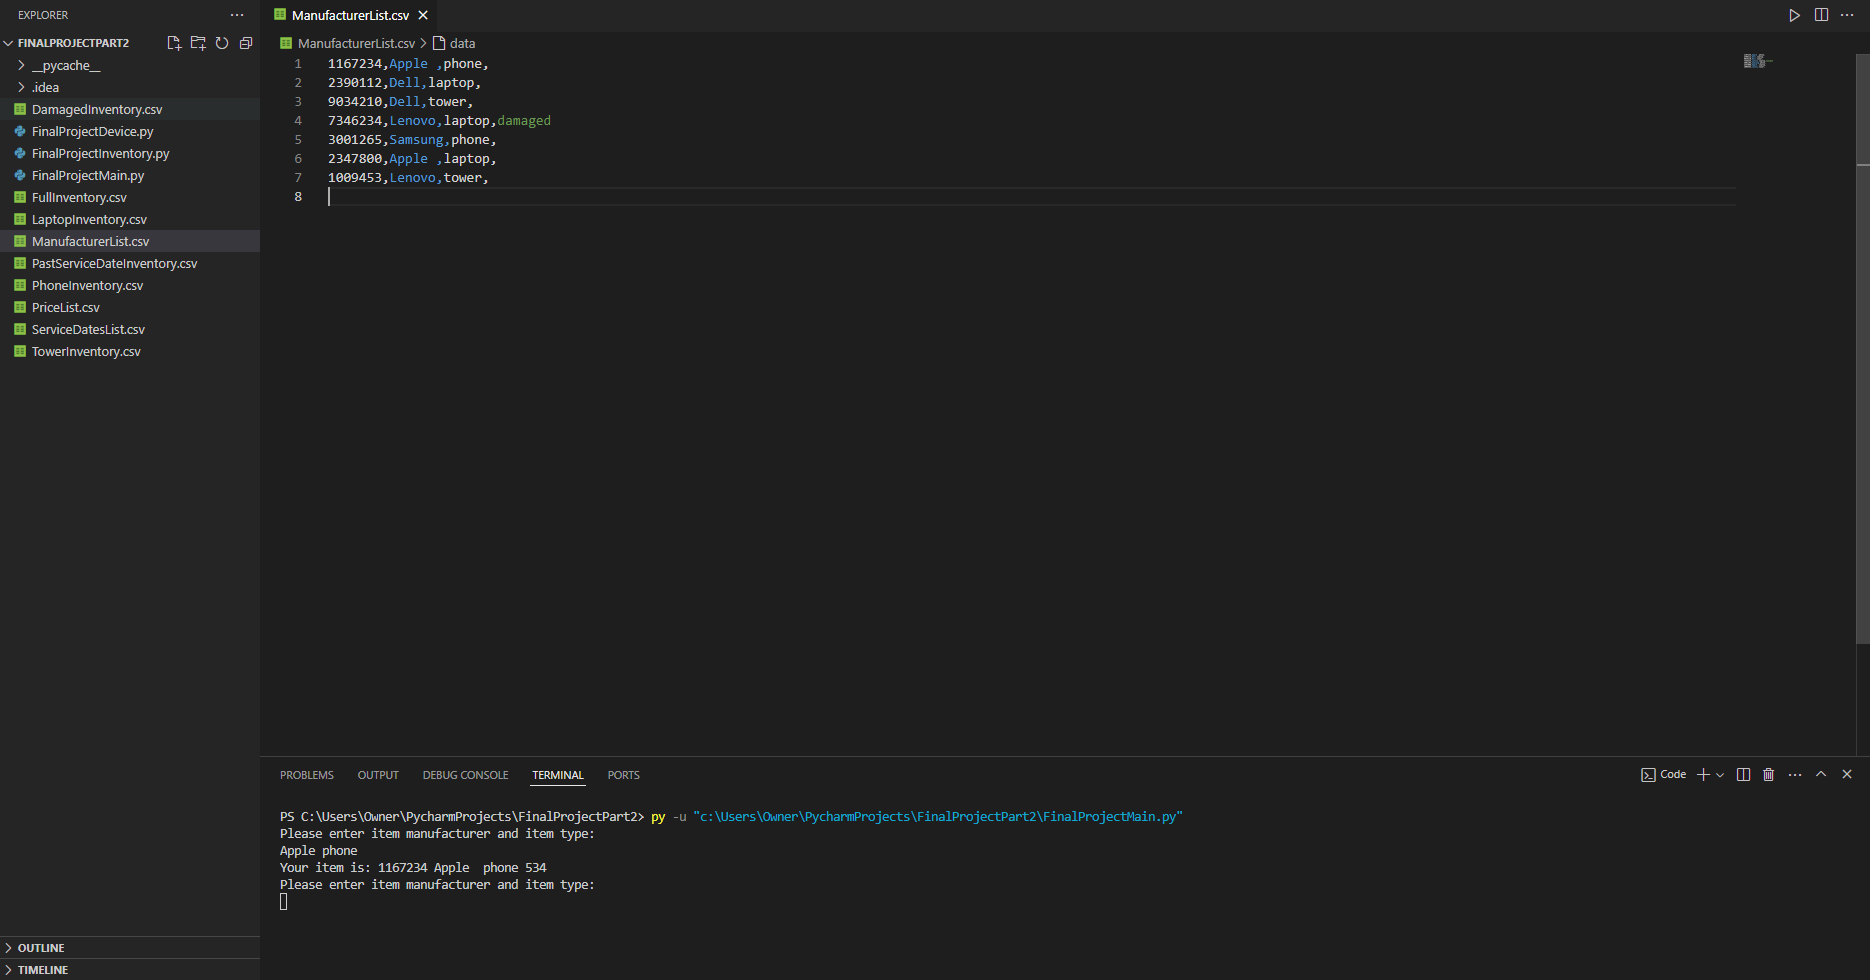 EXPLORER
FINALPROJECTPART2
__pycache__
.idea
DamagedInventory.csv
FinalProjectDevice.py
FinalProjectInventory.py
FinalProjectMain.py
FullInventory.csv
LaptopInventory.csv
ManufacturerList.csv
PastServiceDateInventory.csv
PhoneInventory.csv
PriceList.csv
ServiceDatesList.csv
TowerInventory.csv
OUTLINE
TIMELINE
ManufacturerList.csv
ManufacturerList.csv > data
1 1167234,Apple ,phone,
2 2390112,Dell,laptop,
3 9034210,Dell,tower,
4 7346234,Lenovo,laptop,damaged
5 3001265,Samsung,phone,
6 2347800,Apple ,laptop,
7 1009453,Lenovo,tower,
8
PROBLEMS OUTPUT DEBUG CONSOLE TERMINAL PORTS Code
PS C:\Users\Owner\PycharmProjects\FinalProjectPart2> py -u "c:\Users\Owner\PycharmProjects\FinalProjectPart2\FinalProjectMain.py"
Please enter item manufacturer and item type:
Apple phone
Your item is: 1167234 Apple  phone 534
Please enter item manufacturer and item type: